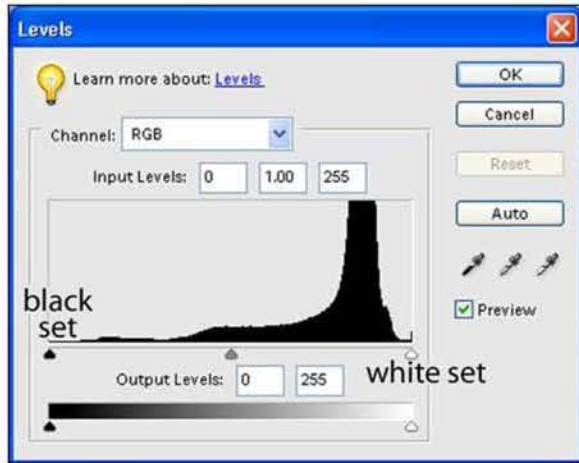 Levels
Learn more about: Levels
OK
Cancel
Reset
Auto
Channel: RGB
Input Levels: 0 1.00 255
black
set
Preview
white set
Output Levels: 0 255